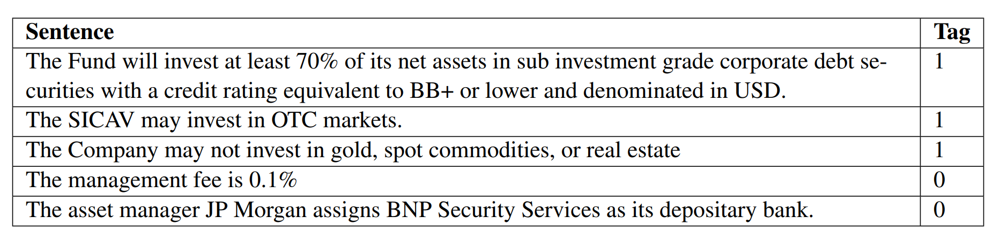 Sentence Tag
The Fund will invest at least 70% of its net assets in sub investment grade corporate debt se- 1
curities with a credit rating equivalent to BB+ or lower and denominated in USD.
The SICAV may invest in OTC markets. 1
The Company may not invest in gold, spot commodities, or real estate 1
The management fee is 0.1% 0
The asset manager JP Morgan assigns BNP Security Services as its depositary bank. 0